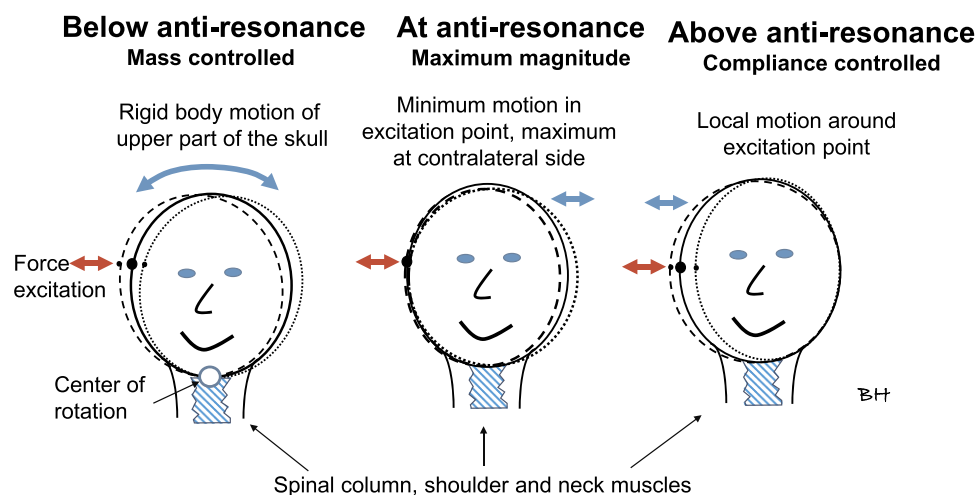 Below anti-resonance
Mass controlled
Rigid body motion of
upper part of the skull
At anti-resonance
Maximum magnitude
Minimum motion in
excitation point, maximum
at contralateral side
Above anti-resonance
Compliance controlled
Local motion around
excitation point
Force
excitation
Center of
rotation
BH
Spinal column, shoulder and neck muscles